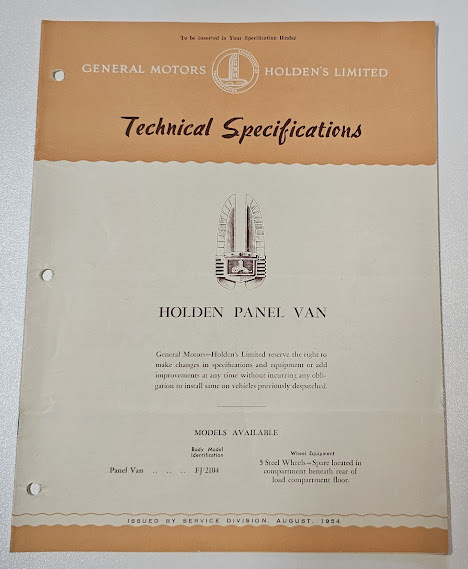 To be inserted in Your Specification Binder
GENERAL MOTORS HOLDEN'S LIMITED
Technical Specifications
HOLDEN PANEL VAN
General Motors—Holden's Limited reserve the right to
make changes in specifications and equipment or add
improvements at any time without incurring any obli-
gation to install same on vehicles previously despatched.
MODELS AVAILABLE
Body Model
Identification
Wheel Equipment
Panel Van .. .. .. FJ/2104
5 Steel Wheels—Spare located in
compartment beneath rear of
load compartment floor.
ISSUED BY SERVICE DIVISION, AUGUST, 1954